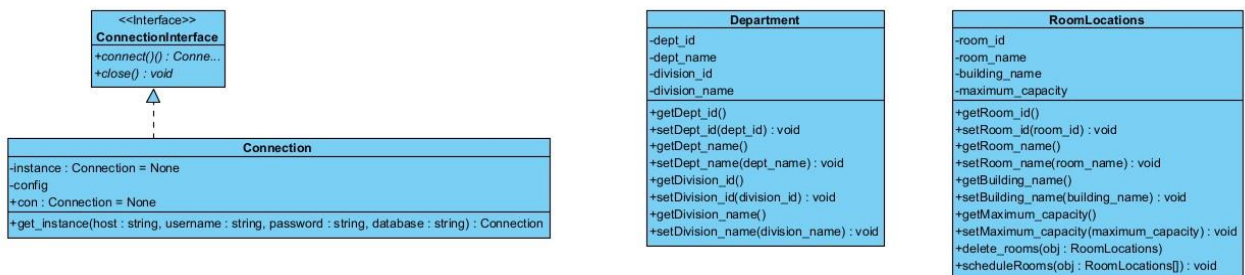 <<Interface>>
ConnectionInterface
+connect()() : Conne...
+close() : void
Connection
-instance : Connection = None
-config
+con : Connection = None
+get_instance(host : string, username : string, password : string, database : string) : Connection
Department
-dept_id
-dept_name
-division_id
-division_name
+getDept_id()
+setDept_id(dept_id) : void
+getDept_name()
+setDept_name(dept_name) : void
+getDivision_id()
+setDivision_id(division_id) : void
+getDivision_name()
+setDivision_name(division_name) : void
RoomLocations
-room_id
-room_name
-building_name
-maximum_capacity
+getRoom_id()
+setRoom_id(room_id) : void
+getRoom_name()
+setRoom_name(room_name) : void
+getBuilding_name()
+setBuilding_name(building_name) : void
+getMaximum_capacity()
+setMaximum_capacity(maximum_capacity) : void
+delete_rooms(obj : RoomLocations)
+scheduleRooms(obj : RoomLocations[]) : void